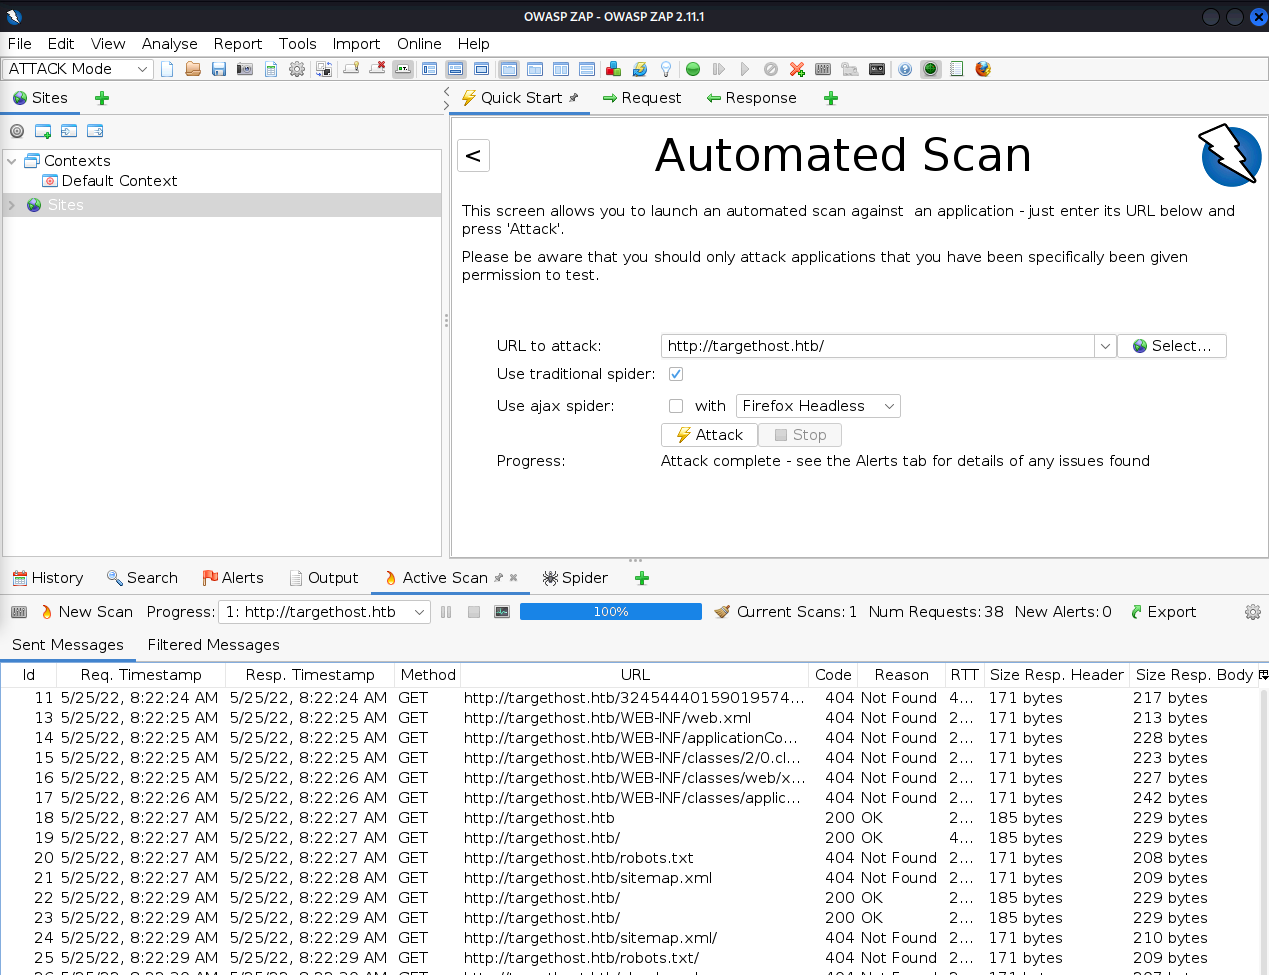 OWASP ZAP - OWASP ZAP 2.11.1
File Edit View Analyse Report Tools Import Online Help
ATTACK Mode
Sites
Quick Start Request Response
Contexts
Default Context
Sites
<
Automated Scan
This screen allows you to launch an automated scan against  an application - just enter its URL below and
press 'Attack'.
Please be aware that you should only attack applications that you have been specifically been given
permission to test.
URL to attack: http://targethost.htb/ Select...
Use traditional spider:
Use ajax spider: with Firefox Headless
Attack Stop
Progress: Attack complete - see the Alerts tab for details of any issues found
History Search Alerts Output Active Scan Spider
New Scan Progress: 1: http://targethost.htb 100% Current Scans: 1 Num Requests: 38 New Alerts: 0 Export
Sent Messages Filtered Messages
Id Req. Timestamp Resp. Timestamp Method URL Code Reason RTT Size Resp. Header Size Resp. Body
11 5/25/22, 8:22:24 AM 5/25/22, 8:22:24 AM GET http://targethost.htb/32454440159019574... 404 Not Found 4... 171 bytes 217 bytes
13 5/25/22, 8:22:25 AM 5/25/22, 8:22:25 AM GET http://targethost.htb/WEB-INF/web.xml 404 Not Found 2... 171 bytes 213 bytes
14 5/25/22, 8:22:25 AM 5/25/22, 8:22:25 AM GET http://targethost.htb/WEB-INF/applicationCo... 404 Not Found 2... 171 bytes 228 bytes
15 5/25/22, 8:22:25 AM 5/25/22, 8:22:25 AM GET http://targethost.htb/WEB-INF/classes/2/0.cl... 404 Not Found 2... 171 bytes 223 bytes
16 5/25/22, 8:22:25 AM 5/25/22, 8:22:26 AM GET http://targethost.htb/WEB-INF/classes/web/x... 404 Not Found 2... 171 bytes 227 bytes
17 5/25/22, 8:22:26 AM 5/25/22, 8:22:26 AM GET http://targethost.htb/WEB-INF/classes/applic... 404 Not Found 2... 171 bytes 242 bytes
18 5/25/22, 8:22:27 AM 5/25/22, 8:22:27 AM GET http://targethost.htb 200 OK 2... 185 bytes 229 bytes
19 5/25/22, 8:22:27 AM 5/25/22, 8:22:27 AM GET http://targethost.htb/ 200 OK 4... 185 bytes 229 bytes
20 5/25/22, 8:22:27 AM 5/25/22, 8:22:27 AM GET http://targethost.htb/robots.txt 404 Not Found 2... 171 bytes 208 bytes
21 5/25/22, 8:22:27 AM 5/25/22, 8:22:28 AM GET http://targethost.htb/sitemap.xml 404 Not Found 2... 171 bytes 209 bytes
22 5/25/22, 8:22:29 AM 5/25/22, 8:22:29 AM GET http://targethost.htb/ 200 OK 2... 185 bytes 229 bytes
23 5/25/22, 8:22:29 AM 5/25/22, 8:22:29 AM GET http://targethost.htb/ 200 OK 2... 185 bytes 229 bytes
24 5/25/22, 8:22:29 AM 5/25/22, 8:22:29 AM GET http://targethost.htb/sitemap.xml/ 404 Not Found 2... 171 bytes 210 bytes
25 5/25/22, 8:22:29 AM 5/25/22, 8:22:29 AM GET http://targethost.htb/robots.txt/ 404 Not Found 2... 171 bytes 209 bytes